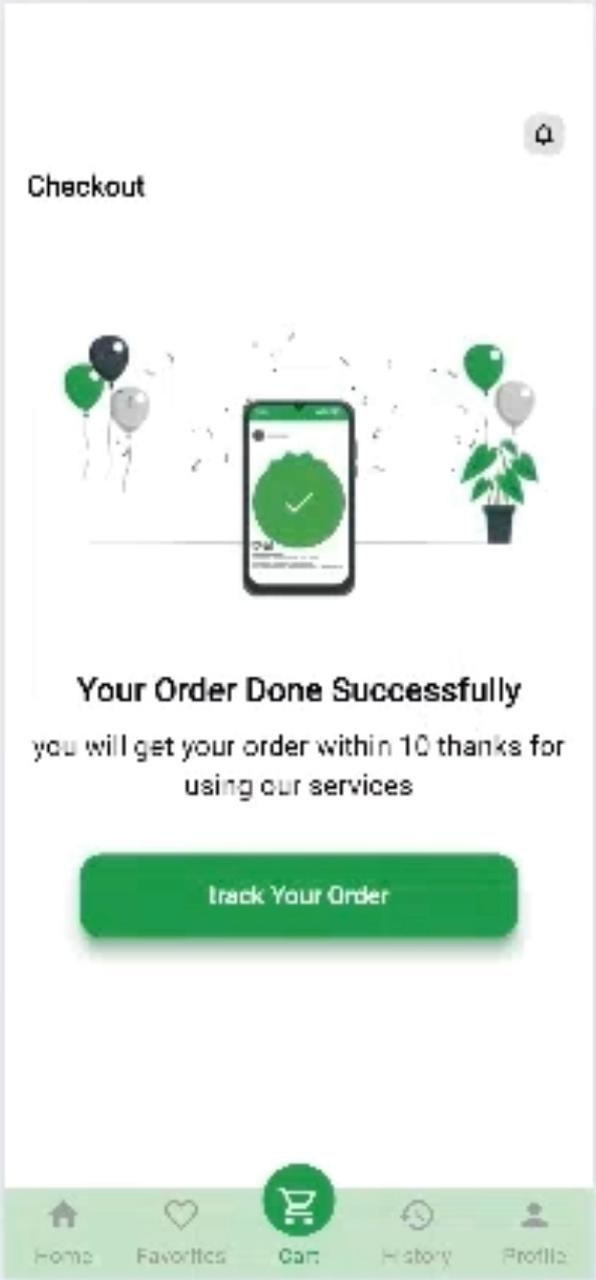 Checkout
Your Order Done Successfully
you will get your order within 10 thanks for
using our services
track Your Order
Home Favorites Cart History Profile